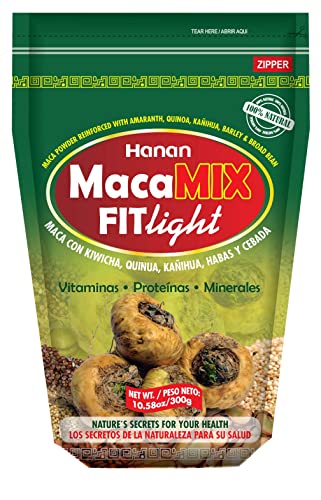 TEAR HERE / ABRIR AQUÍ
ZIPPER
MACA POWDER REINFORCED WITH AMARANTH, QUINOA, KAÑIHUA, BARLEY & BROAD BEAN
100% NATURAL
Hanan
MacaMIX
FITlight
MACA CON KIWICHA, QUINUA, KAÑIHUA, HABAS Y CEBADA
Vitaminas • Proteínas • Minerales
NET WT. / PESO NETO:
10.58oz/300g
NATURE´S SECRETS FOR YOUR HEALTH
LOS SECRETOS DE LA NATURALEZA PARÁ SU SALUD